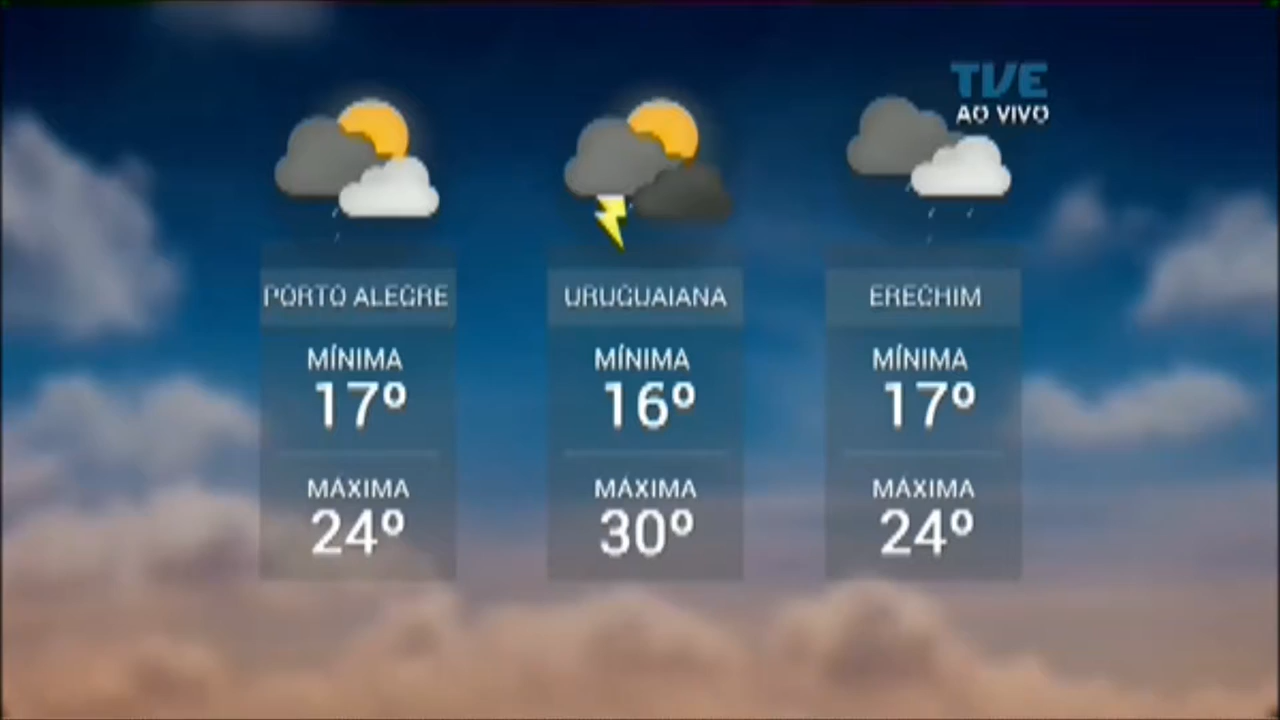 TVE
AO VIVO
PORTO ALEGRE
MÍNIMA
17º
MÁXIMA
24º
URUGUAIANA
MÍNIMA
16º
MÁXIMA
30º
ERECHIM
MÍNIMA
17º
MÁXIMA
24º